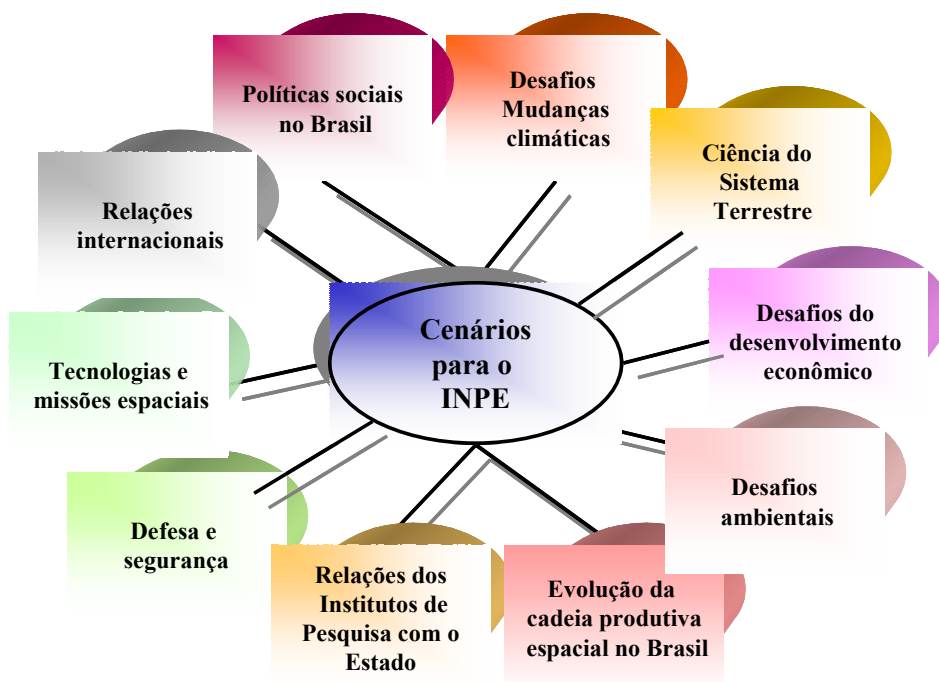 Políticas sociais
no Brasil
Desafios
Mudanças
climáticas
Ciência do
Sistema
Terrestre
Relações
internacionais
Cenários
para o
INPE
Desafios do
desenvolvimento
econômico
Tecnologias e
missões espaciais
Desafios
ambientais
Defesa e
segurança
Relações dos
Institutos de
Pesquisa com o
Estado
Evolução da
cadeia produtiva
espacial no Brasil